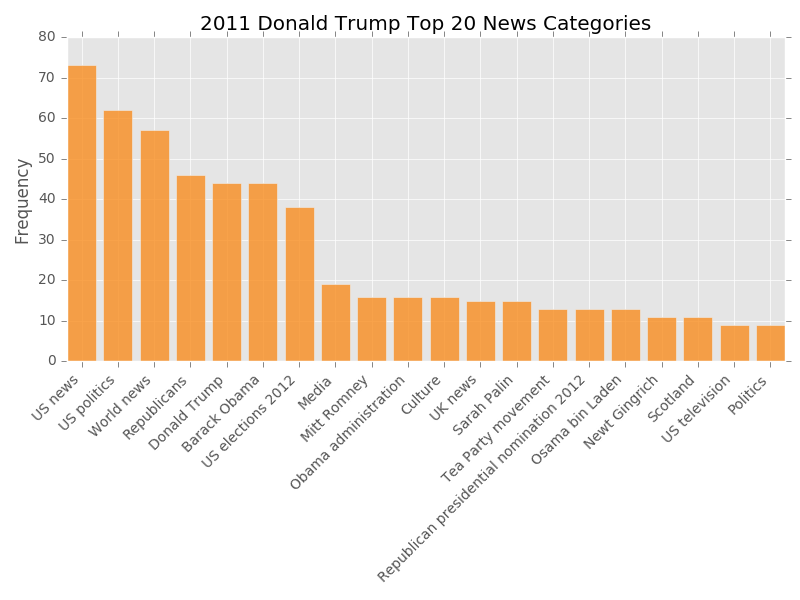 2011 Donald Trump Top 20 News Categories
Frequency
80
70
60
50
40
30
20
10
0
US news
US politics
World news
Republicans
Donald Trump
Barack Obama
US elections 2012
Media
Mitt Romney
Obama administration
Culture
UK news
Sarah Palin
Tea Party movement
Republican presidential nomination 2012
Osama bin Laden
Newt Gingrich
Scotland
US television
Politics